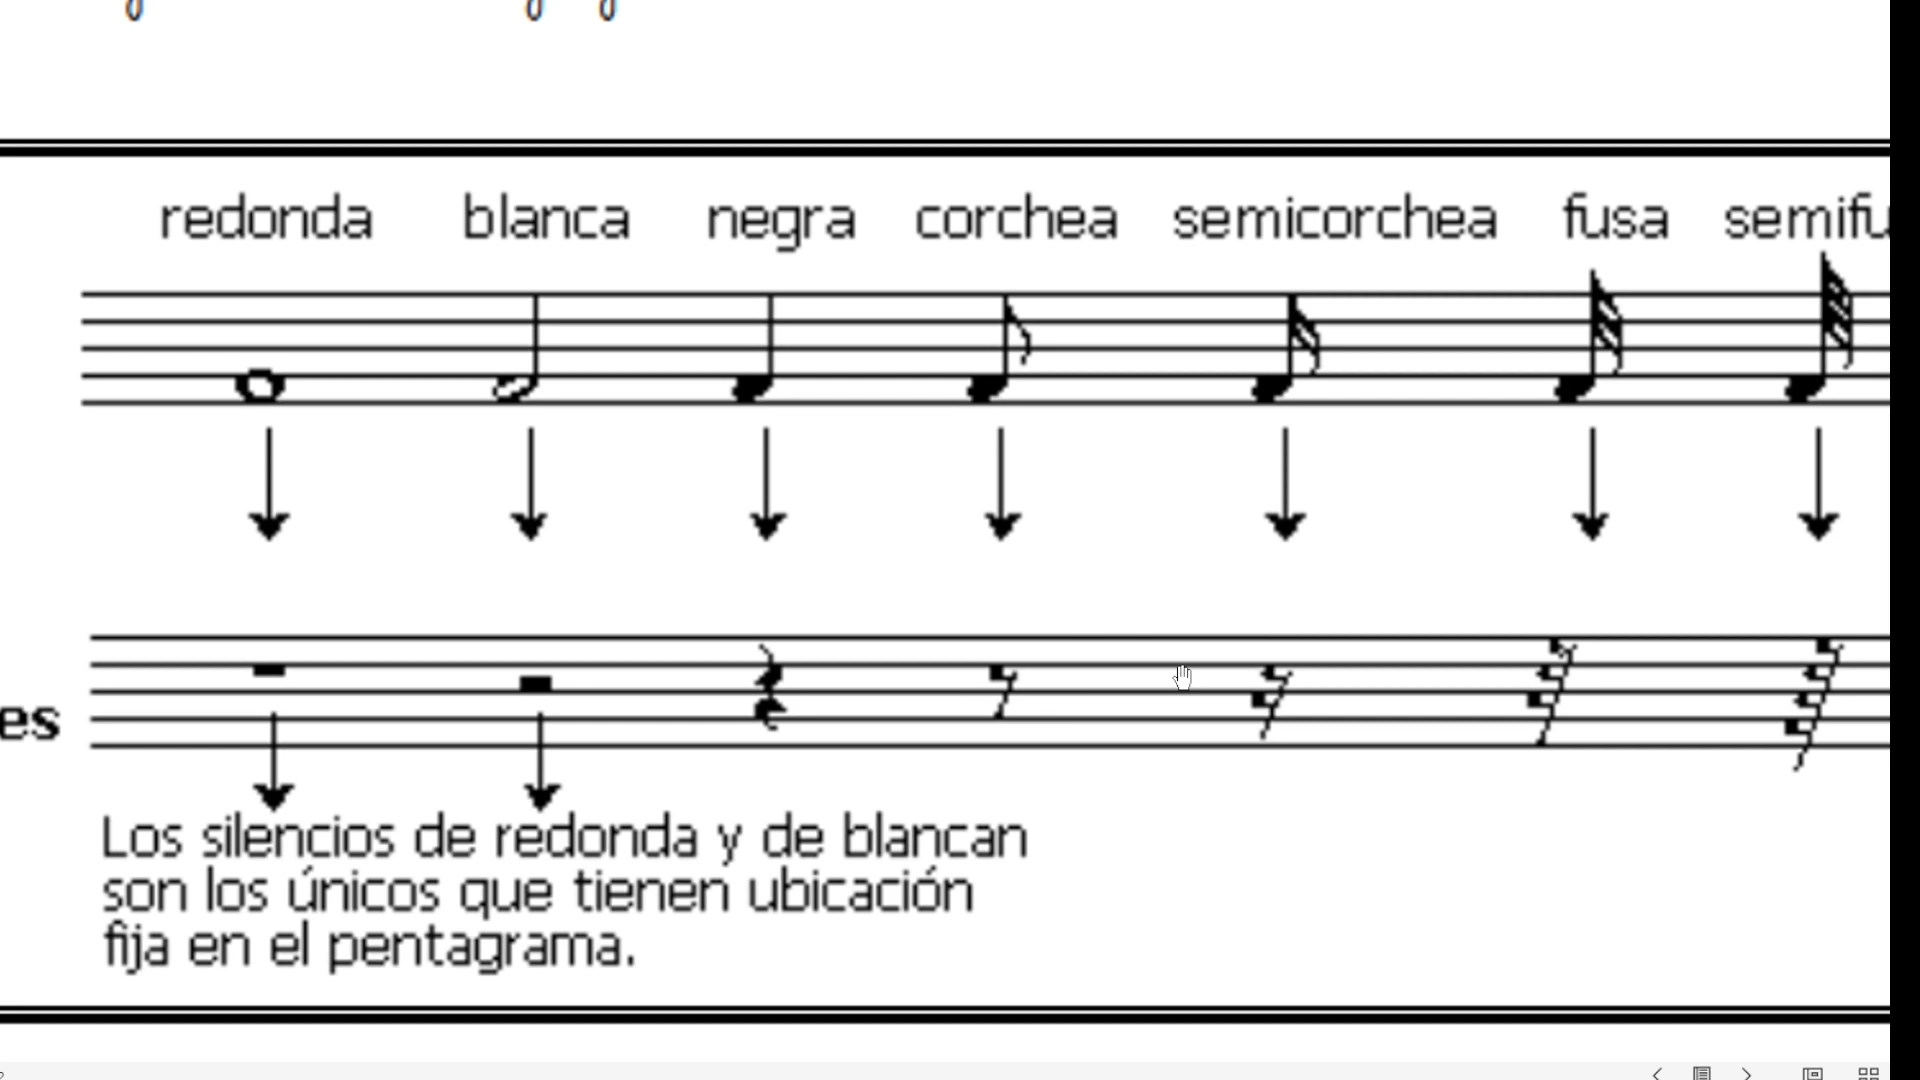 redonda blanca negra corchea semicorchea fusa semifu
es
Los silencios de redonda y de blancan
son los únicos que tienen ubicación
fija en el pentagrama.